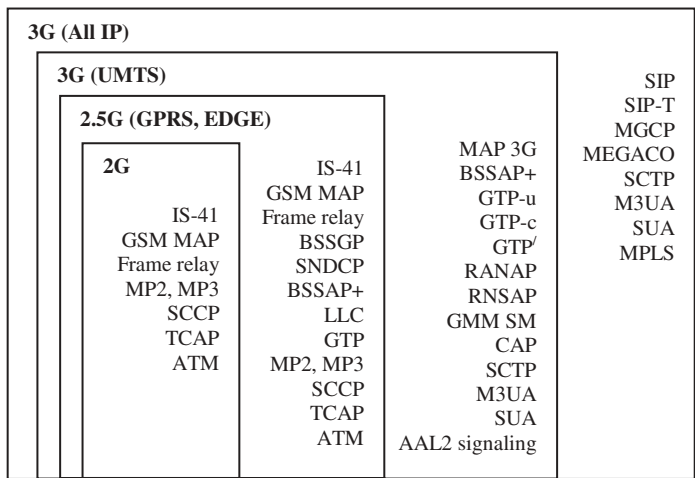 3G (All IP)
3G (UMTS)
2.5G (GPRS, EDGE)
2G
IS-41
GSM MAP
Frame relay
MP2, MP3
SCCP
TCAP
ATM
IS-41
GSM MAP
Frame relay
BSSGP
SNDCP
BSSAP+
LLC
GTP
MP2, MP3
SCCP
TCAP
ATM
MAP 3G
BSSAP+
GTP-u
GTP-c
GTP/
RANAP
RNSAP
GMM SM
CAP
SCTP
M3UA
SUA
AAL2 signaling
SIP
SIP-T
MGCP
MEGACO
SCTP
M3UA
SUA
MPLS